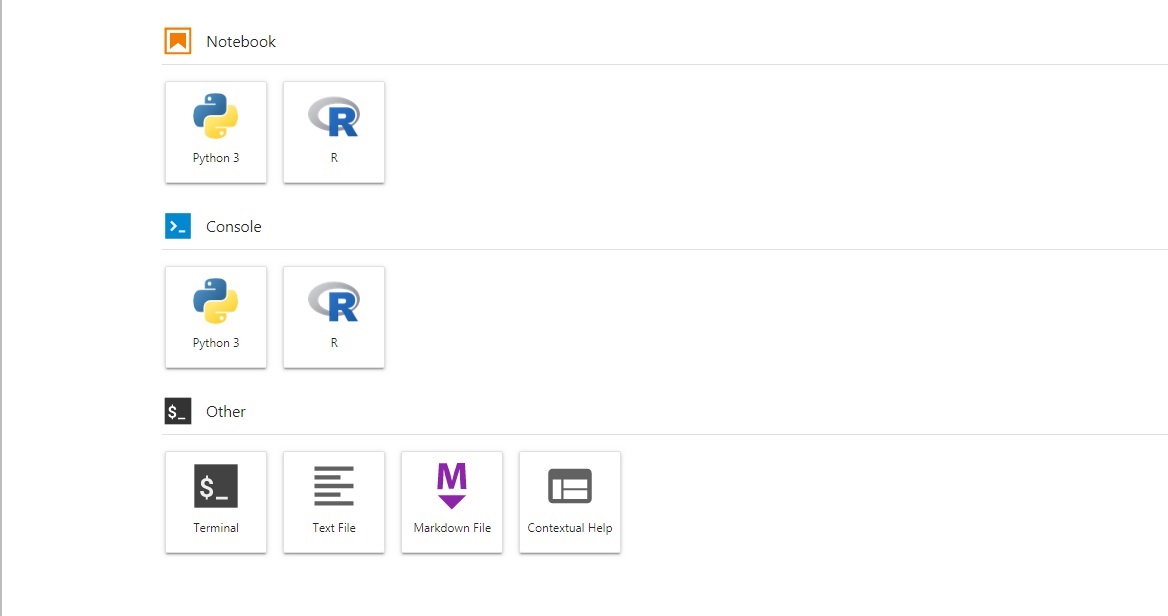 Notebook
Python 3
R
Console
Python 3
R
$_ Other
$_
M
Terminal
Text File
Markdown File
Contextual Help